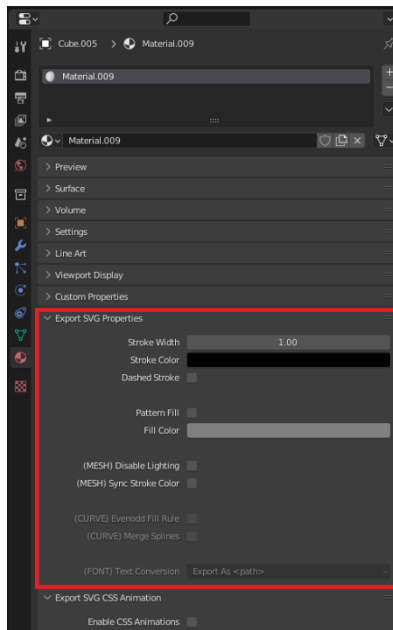 Cube.005 > Material.009
Material.009
Material.009
> Preview
> Surface
> Volume
> Settings
> Line Art
> Viewport Display
> Custom Properties
Export SVG Properties
Stroke Width 1.00
Stroke Color
Dashed Stroke
Pattern Fill
Fill Color
(MESH) Disable Lighting
(MESH) Sync Stroke Color
(CURVE) Evenodd Fill Rule
(CURVE) Merge Splines
(FONT) Text Conversion Export As <path>
Export SVG CSS Animation
Enable CSS Animations